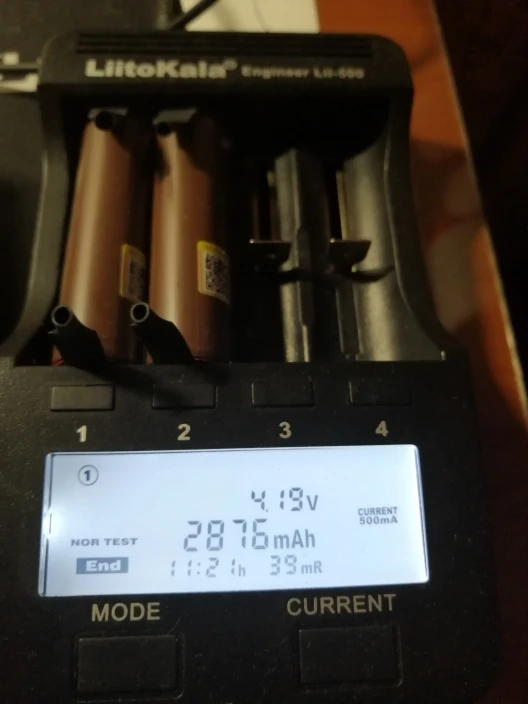 LiitoKala® Engineer Lii-500
1 2 3 4
①
4.19V
CURRENT
500mA
2876mAh
NOR TEST
End
11:21h 39mR
MODE CURRENT